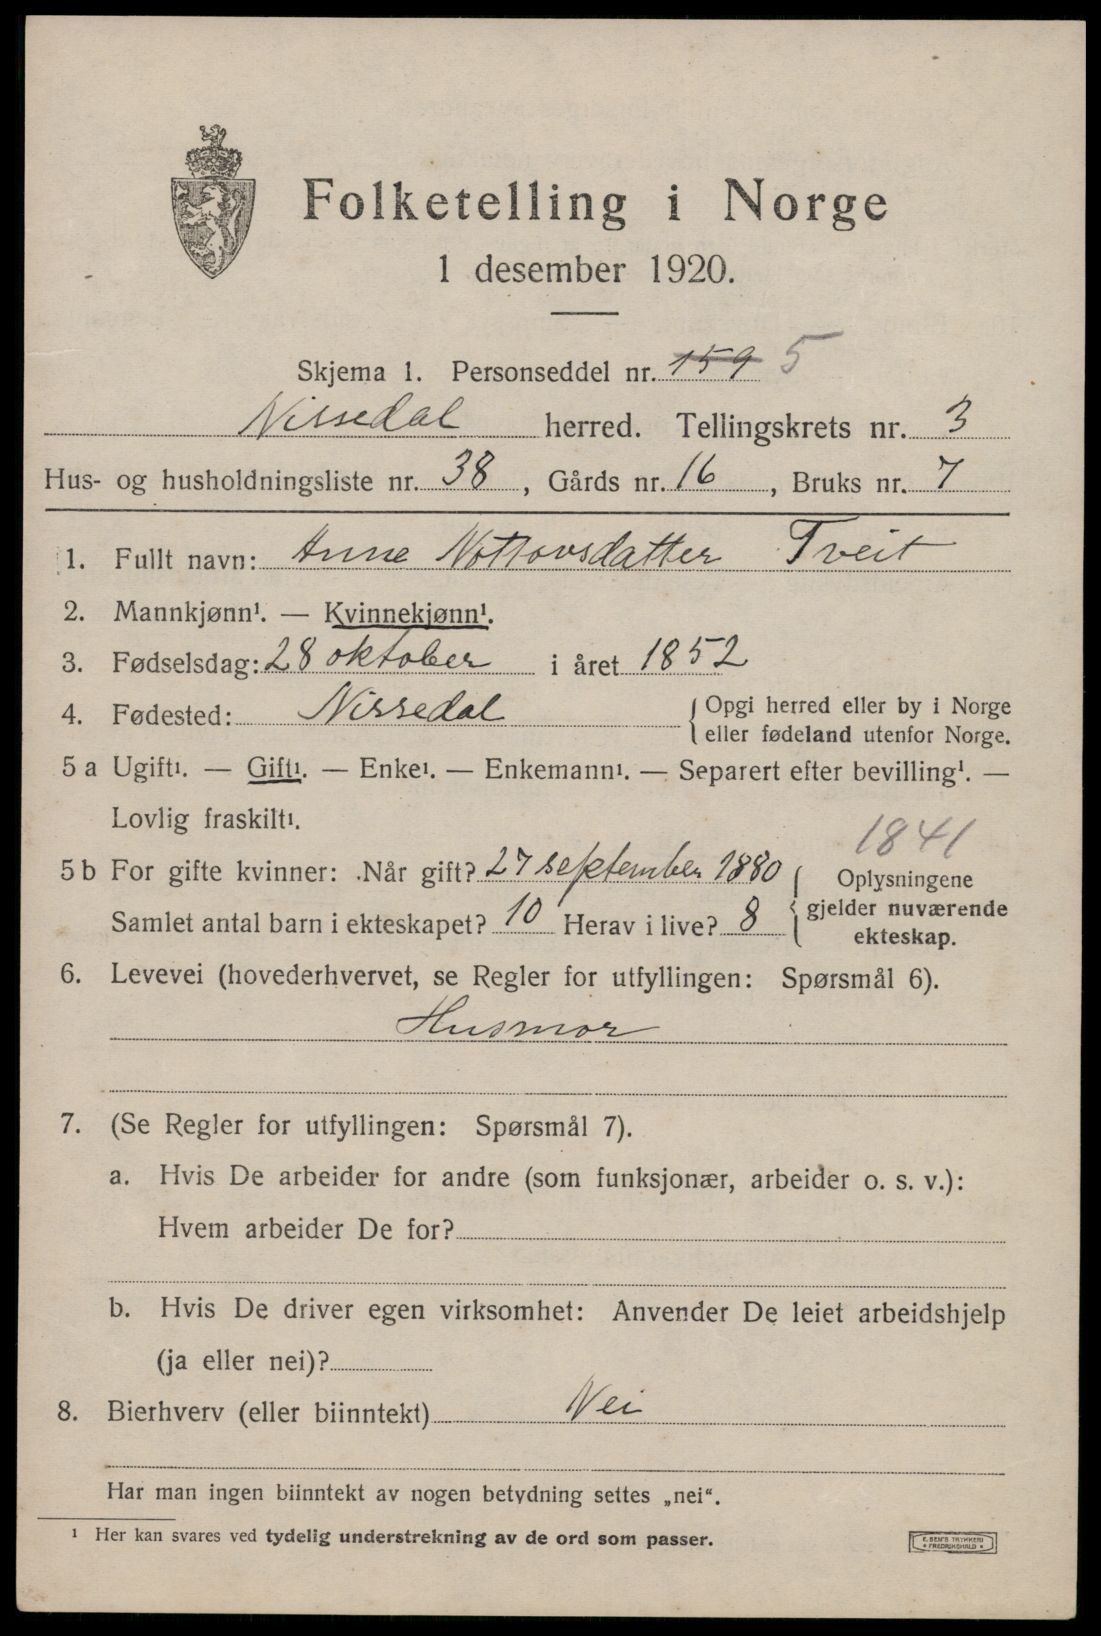 Folketelling i Norge
1 desember 1920.
Skjema 1. Personseddel nr. 159 5
Nissedal herred. Tellingskrets nr. 3
Hus- og husholdningsliste nr. 38, Gårds nr. 16, Bruks nr. 7
1. Fullt navn: Anne Nottovsdatter Tveit
2. Mannkjønn¹. — Kvinnekjønn¹.
3. Fødselsdag: 28 oktober i året 1852
4. Fødested: Nissedal { Opgi herred eller by i Norge
eller fødeland utenfor Norge.
5 a Ugift¹. — Gift¹. — Enke¹. — Enkemann¹. — Separert efter bevilling¹. —
Lovlig fraskilt¹.
1841
5 b For gifte kvinner: Når gift? 27 september 1880 { Oplysningene
Samlet antal barn i ekteskapet? 10 Herav i live? 8 gjelder nuværende
ekteskap.
6. Levevei (hovederhvervet, se Regler for utfyllingen: Spørsmål 6).
Husmor
7. (Se Regler for utfyllingen: Spørsmål 7).
a. Hvis De arbeider for andre (som funksjonær, arbeider o. s. v.):
Hvem arbeider De for?
b. Hvis De driver egen virksomhet: Anvender De leiet arbeidshjelp
(ja eller nei)?
8. Bierhverv (eller biinntekt) Nei
Har man ingen biinntekt av nogen betydning settes „nei“.
¹ Her kan svares ved tydelig understrekning av de ord som passer.
E. SEM'S TRYKKERI
• FREDRIKSHALD •